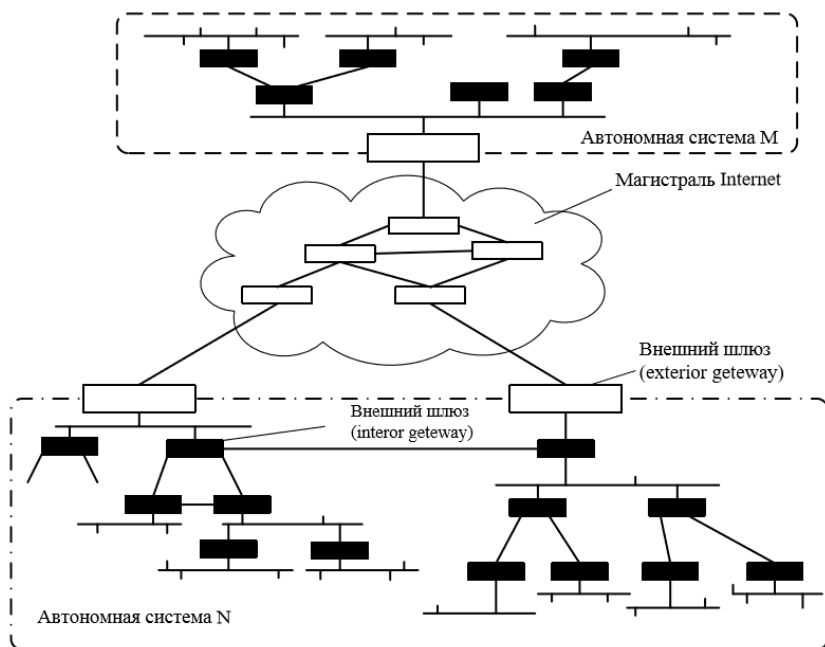 Автономная система M
Магистраль Internet
Внешний шлюз
(exterior geteway)
Внешний шлюз
(interor geteway)
Автономная система N